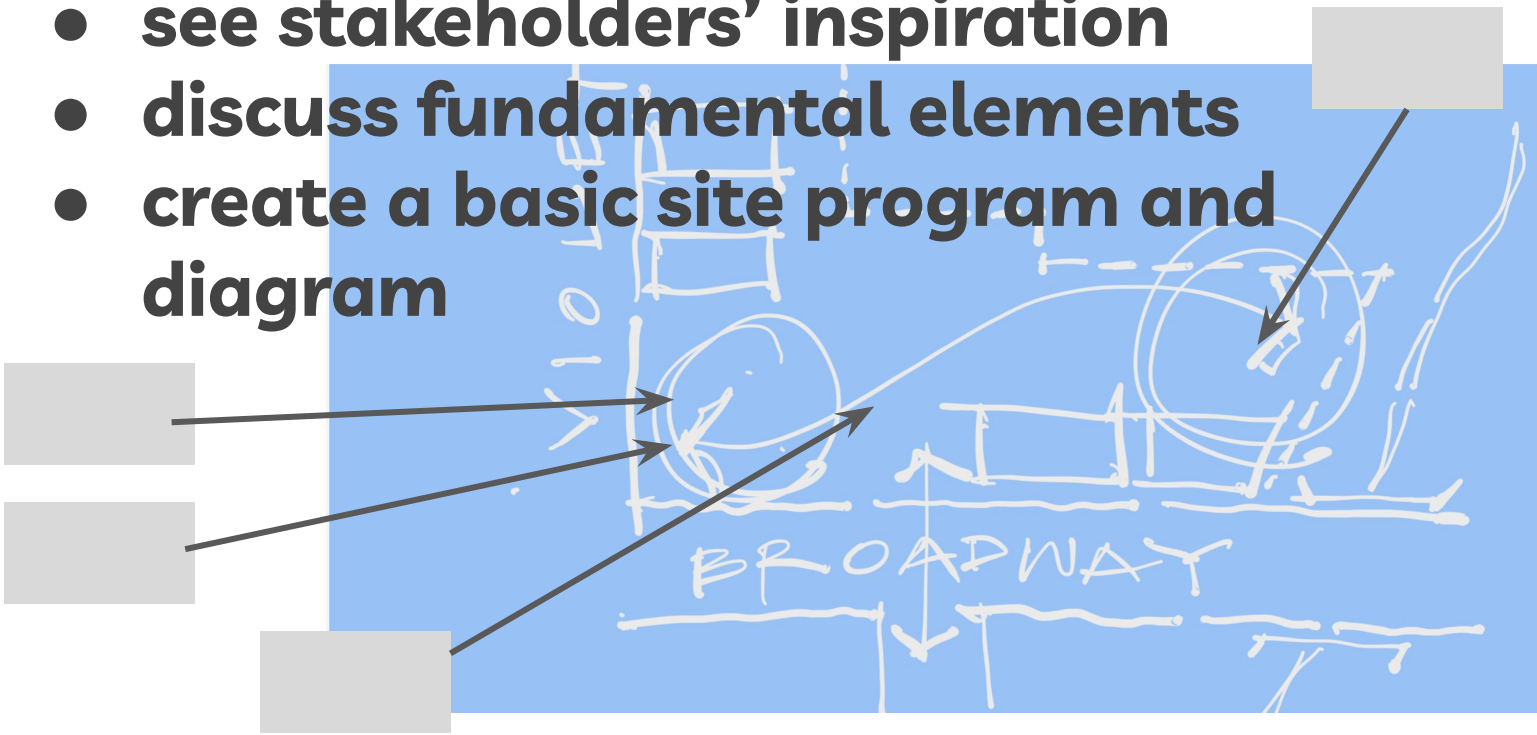 ● see stakeholders’ inspiration
● discuss fundamental elements
● create a basic site program and
diagram
BROADWAY